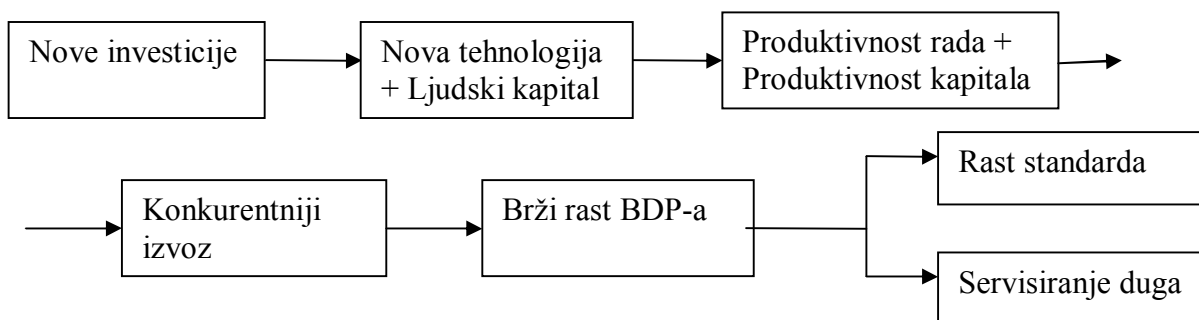 Nove investicije
Nova tehnologija
+ Ljudski kapital
Produktivnost rada +
Produktivnost kapitala
Konkurentniji
izvoz
Brži rast BDP-a
Rast standarda
Servisiranje duga